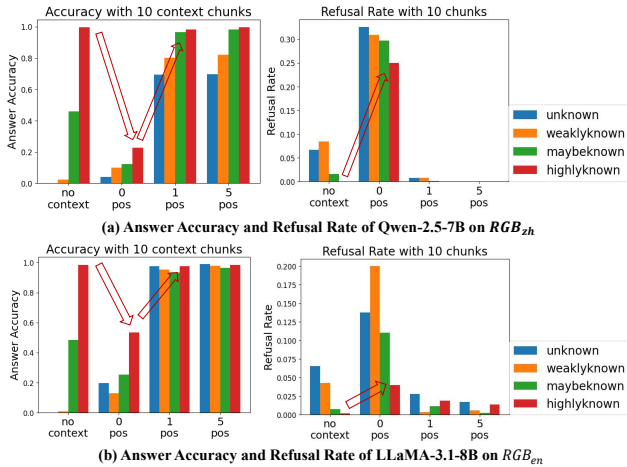 Accuracy with 10 context chunks
Answer Accuracy
1.0
0.8
0.6
0.4
0.2
0.0
no context
0 pos
1 pos
5 pos
Refusal Rate with 10 chunks
Refusal Rate
0.30
0.25
0.20
0.15
0.10
0.05
0.00
no context
0 pos
1 pos
5 pos
unknown
weaklyknown
maybeknown
highlyknown
(a) Answer Accuracy and Refusal Rate of Qwen-2.5-7B on RGB_zh
Accuracy with 10 context chunks
Answer Accuracy
1.0
0.8
0.6
0.4
0.2
0.0
no context
0 pos
1 pos
5 pos
Refusal Rate with 10 chunks
Refusal Rate
0.200
0.175
0.150
0.125
0.100
0.075
0.050
0.025
0.000
no context
0 pos
1 pos
5 pos
unknown
weaklyknown
maybeknown
highlyknown
(b) Answer Accuracy and Refusal Rate of LLaMA-3.1-8B on RGB_en